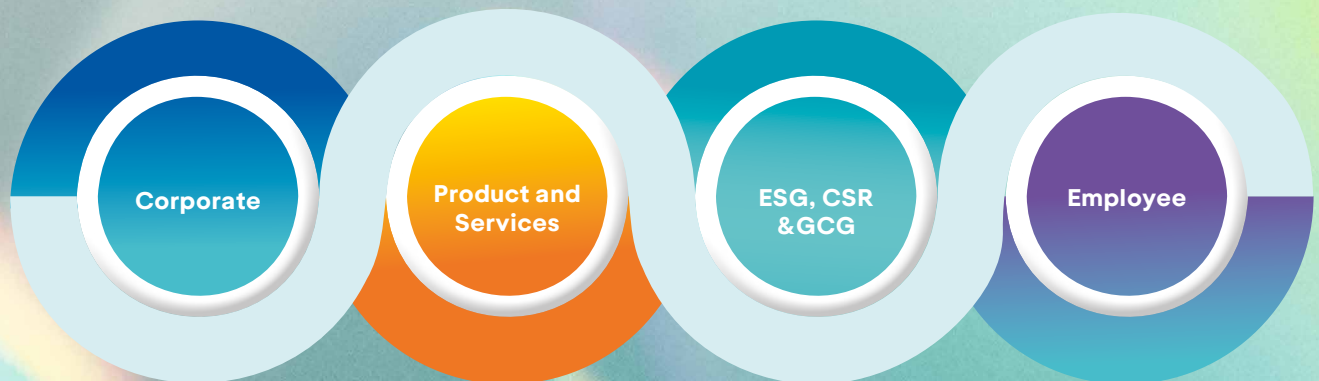 Corporate
Product and
Services
ESG, CSR
&GCG
Employee